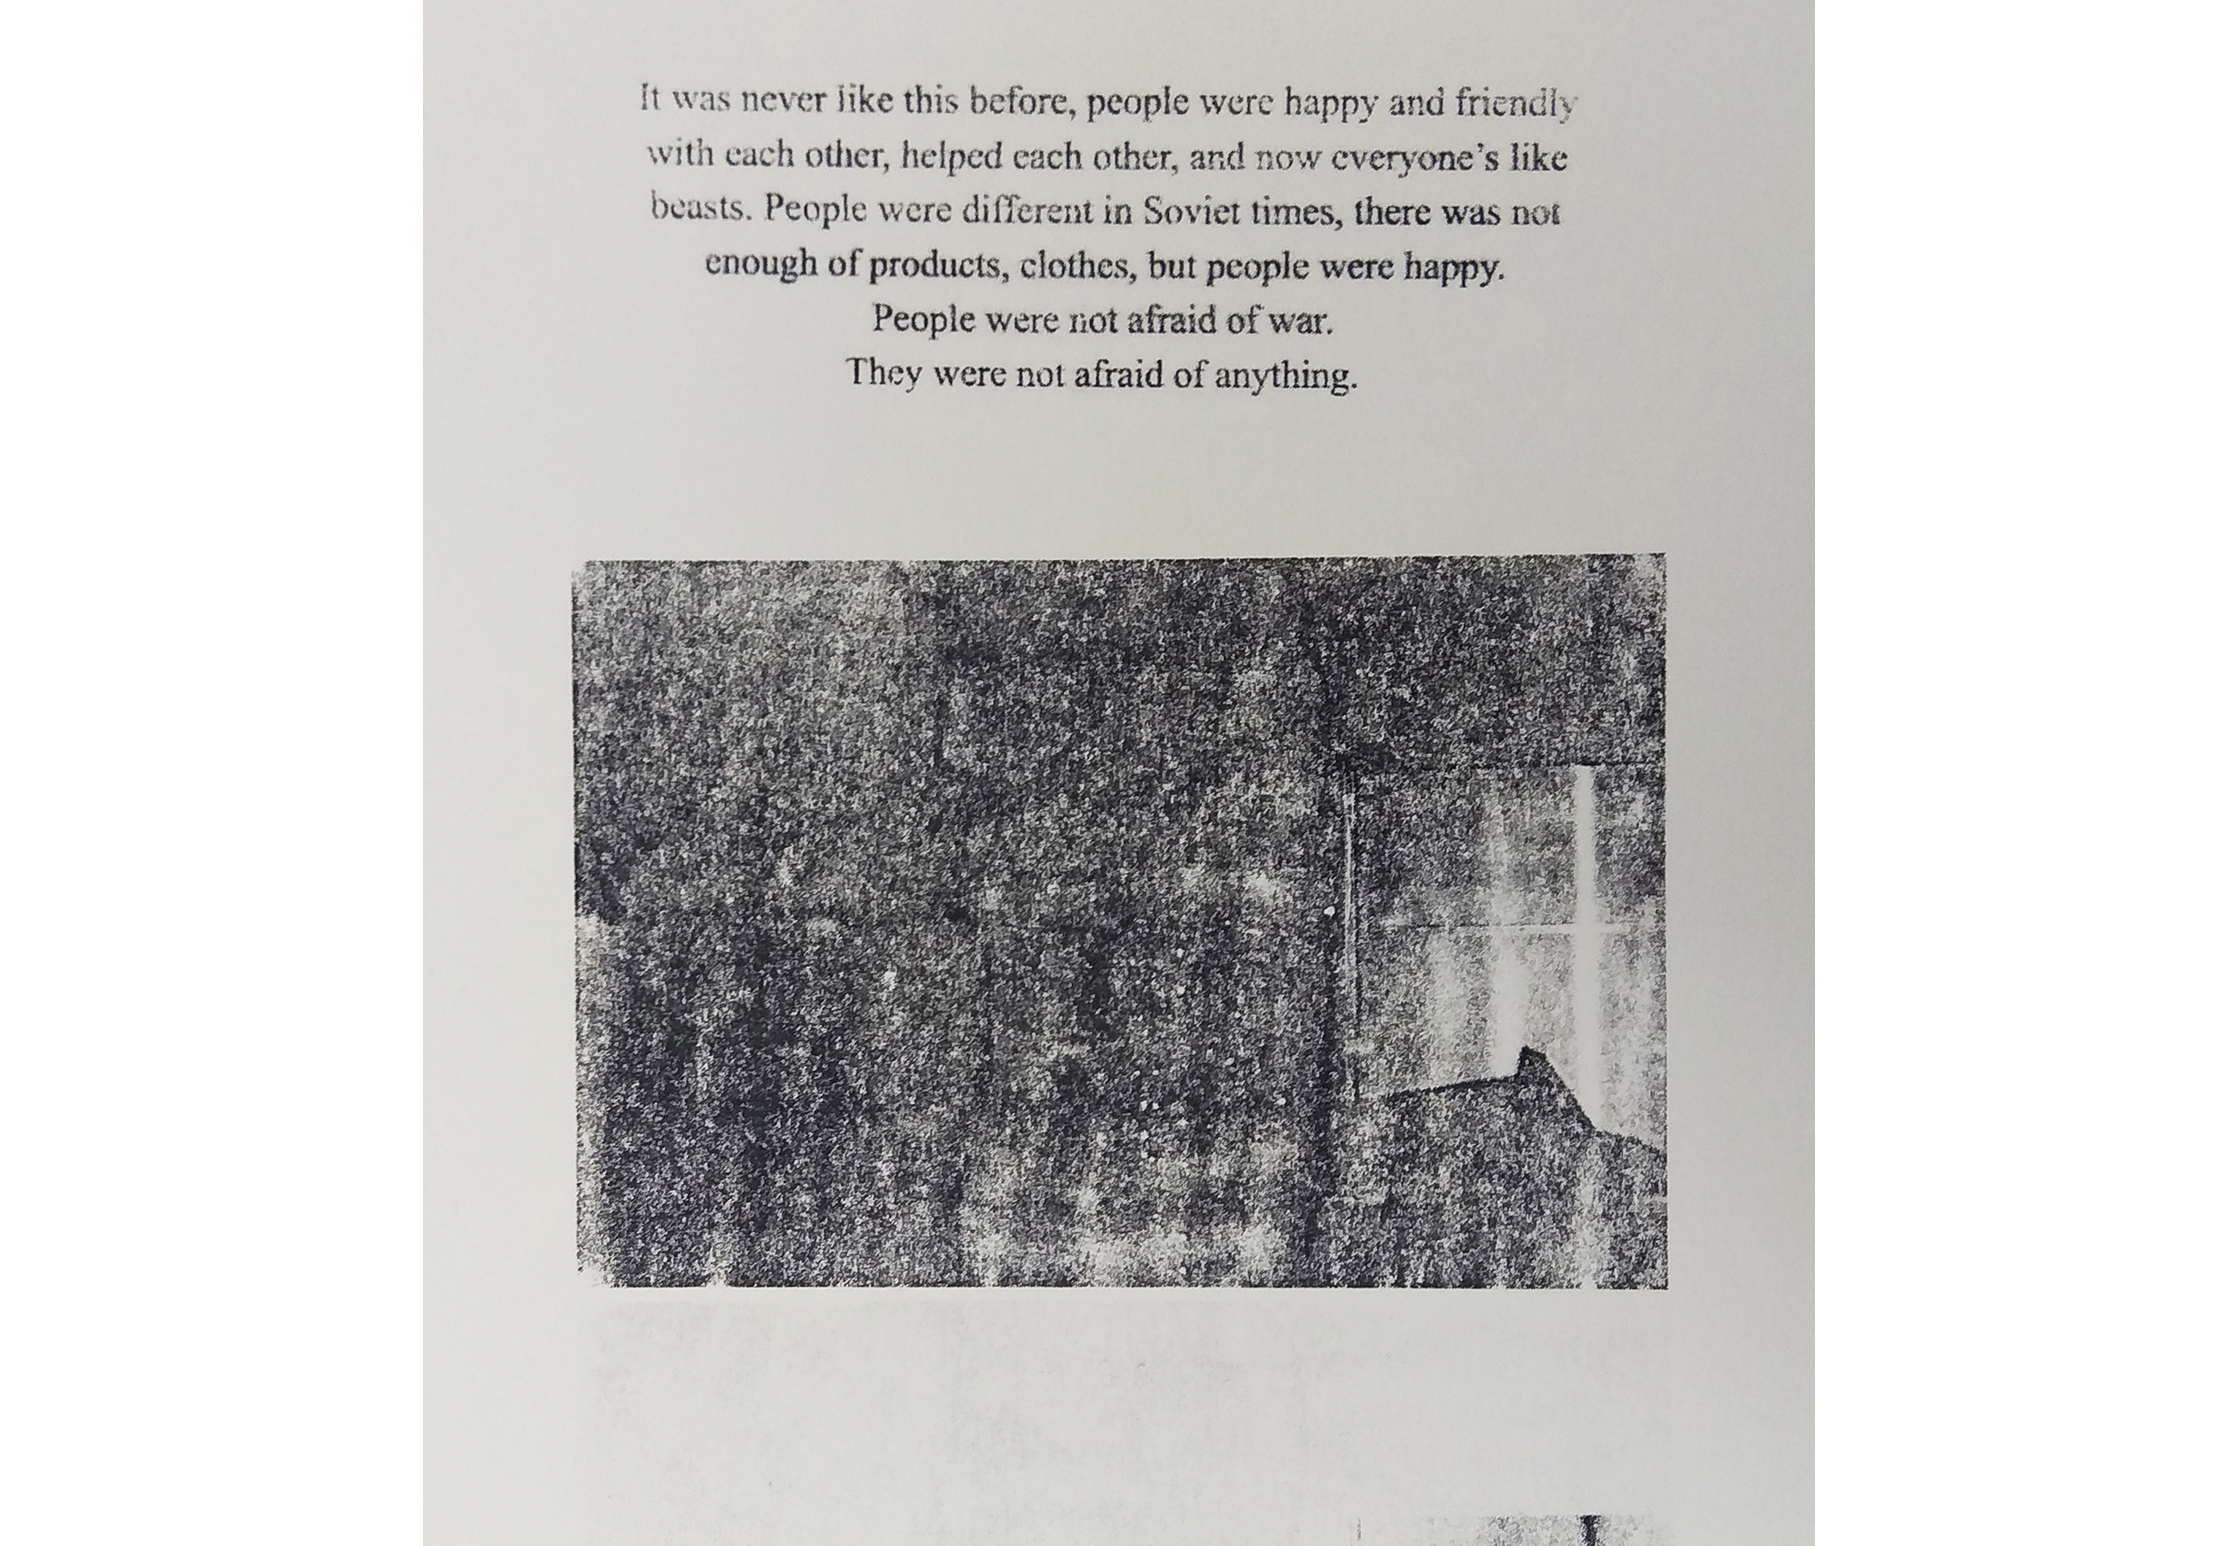 It was never like this before, people were happy and friendly
with each other, helped each other, and now everyone's like
beasts. People were different in Soviet times, there was not
enough of products, clothes, but people were happy.
People were not afraid of war.
They were not afraid of anything.